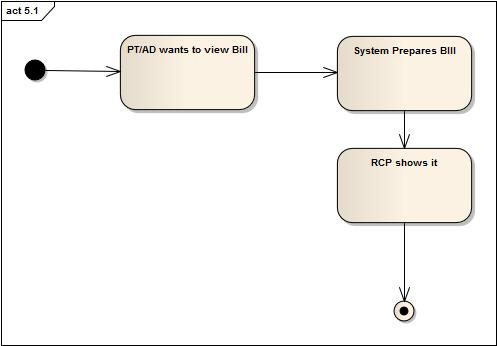 act 5.1
PT/AD wants to view Bill
System Prepares BIll
RCP shows it